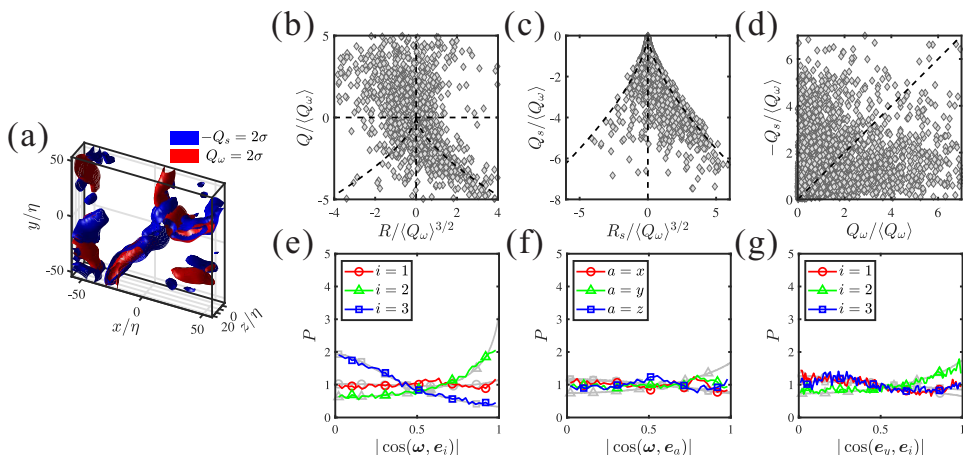 (a)
−Q_s = 2σ
Q_ω = 2σ
y/η
50
0
-50
-50
0
50
x/η
20
0
z/η
(b)
Q/⟨Q_ω⟩
5
0
-5
-4
-2
0
2
4
R/⟨Q_ω⟩^{3/2}
(c)
Q_s/⟨Q_ω⟩
0
-2
-4
-6
-8
-5
0
5
R_s/⟨Q_ω⟩^{3/2}
(d)
−Q_s/⟨Q_ω⟩
6
4
2
0
0
2
4
6
Q_ω/⟨Q_ω⟩
(e)
P
5
4
3
2
1
0
i = 1
i = 2
i = 3
0
0.5
1
|cos(ω, e_i)|
(f)
P
5
4
3
2
1
0
a = x
a = y
a = z
0
0.5
1
|cos(ω, e_a)|
(g)
P
5
4
3
2
1
0
i = 1
i = 2
i = 3
0
0.5
1
|cos(e_y, e_i)|